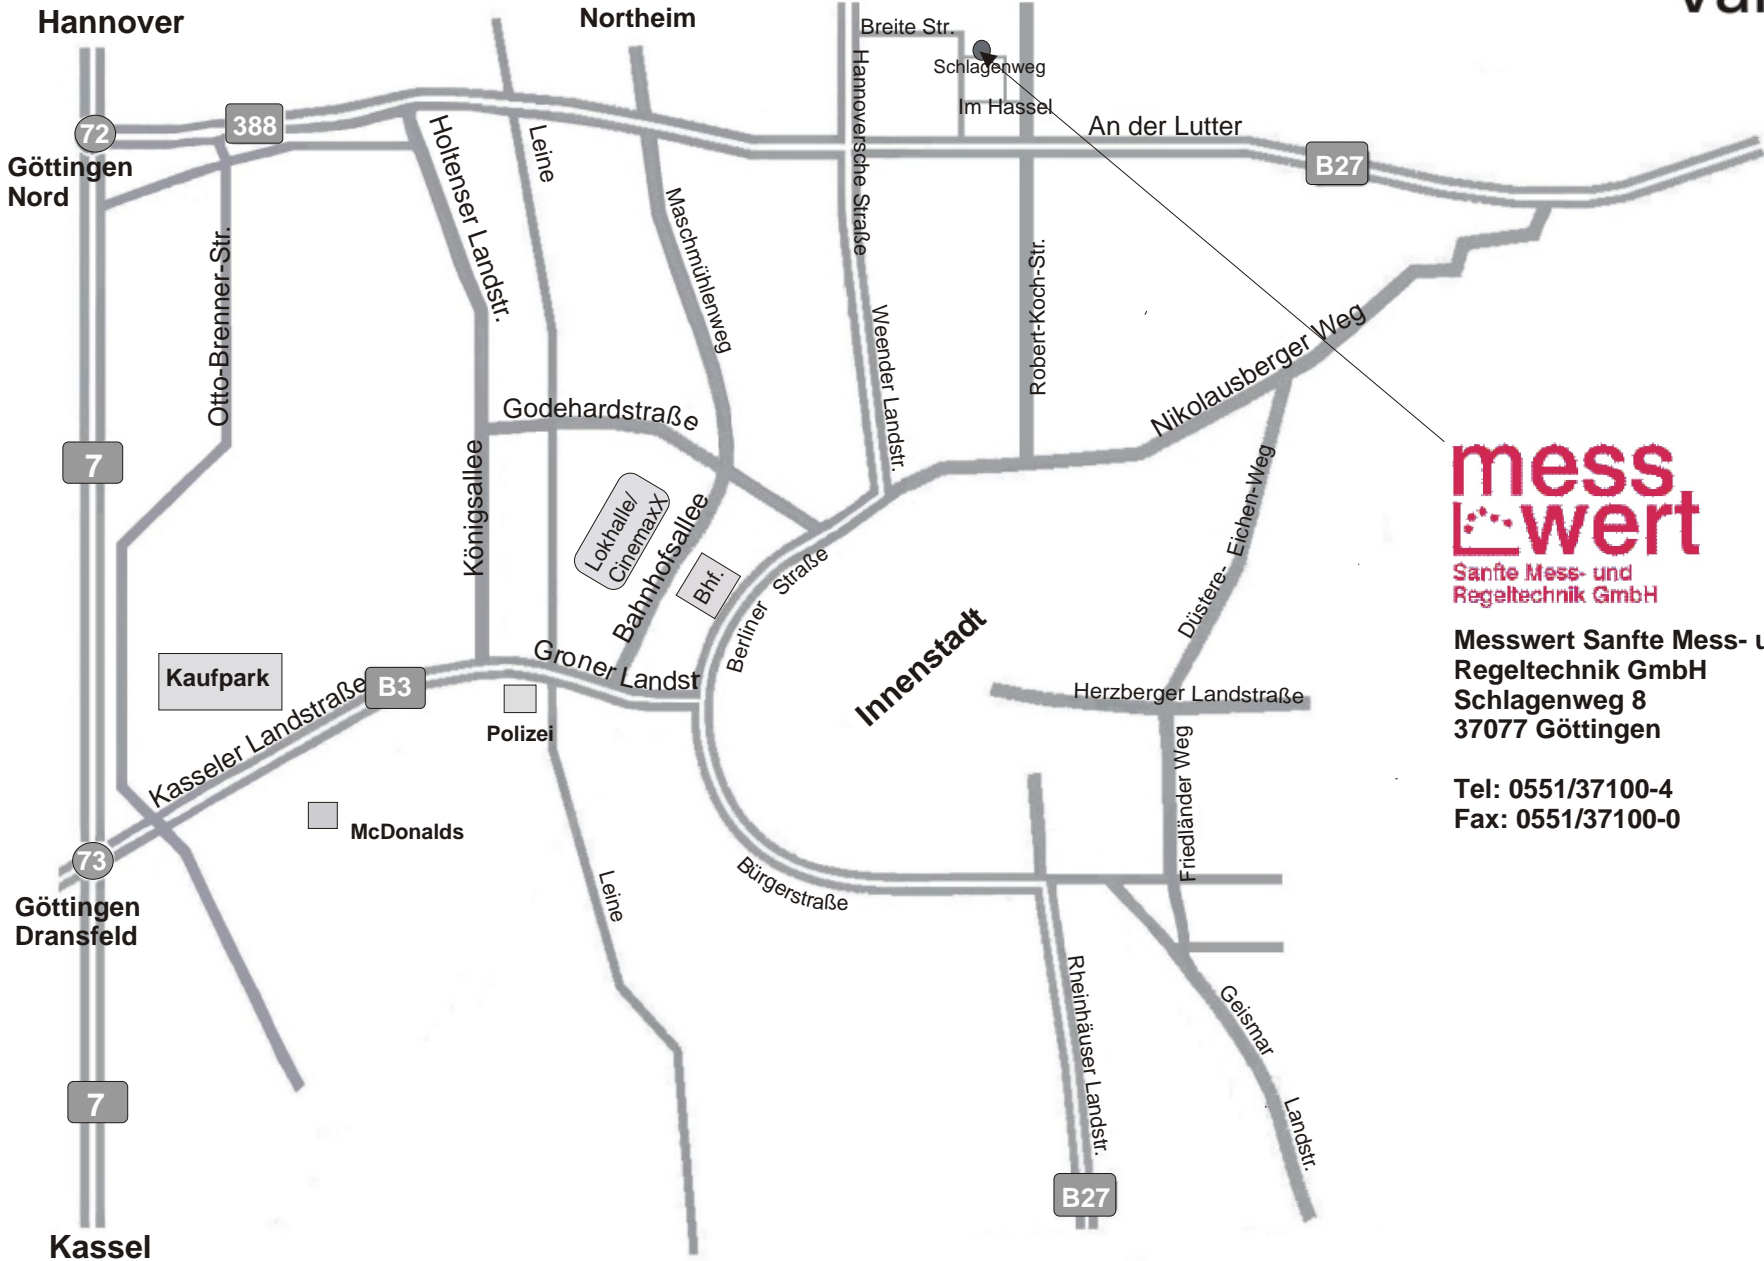 Hannover
Northeim
Breite Str.
Schlagenweg
Im Hassel
An der Lutter
72
388
Göttingen
Nord
B27
Holtenser Landstr.
Leine
Maschmühlenweg
Hannoversche Straße
Otto-Brenner-Str.
Weender Landstr.
Robert-Koch-Str.
Nikolausberger Weg
Godehardstraße
7
Königsallee
Lokhalle/
CinemaxX
Bahnhofsallee
Bhf.
Berliner Straße
Düstere-Eichen-Weg
Innenstadt
Groner Landst
Kaufpark
B3
Kasseler Landstraße
Polizei
Herzberger Landstraße
McDonalds
Friedländer Weg
73
Göttingen
Dransfeld
Bürgerstraße
Leine
Rheinhäuser Landstr.
Geismar Landstr.
7
B27
Kassel
mess
wert
Sanfte Mess- und
Regeltechnik GmbH
Messwert Sanfte Mess- u
Regeltechnik GmbH
Schlagenweg 8
37077 Göttingen
Tel: 0551/37100-4
Fax: 0551/37100-0